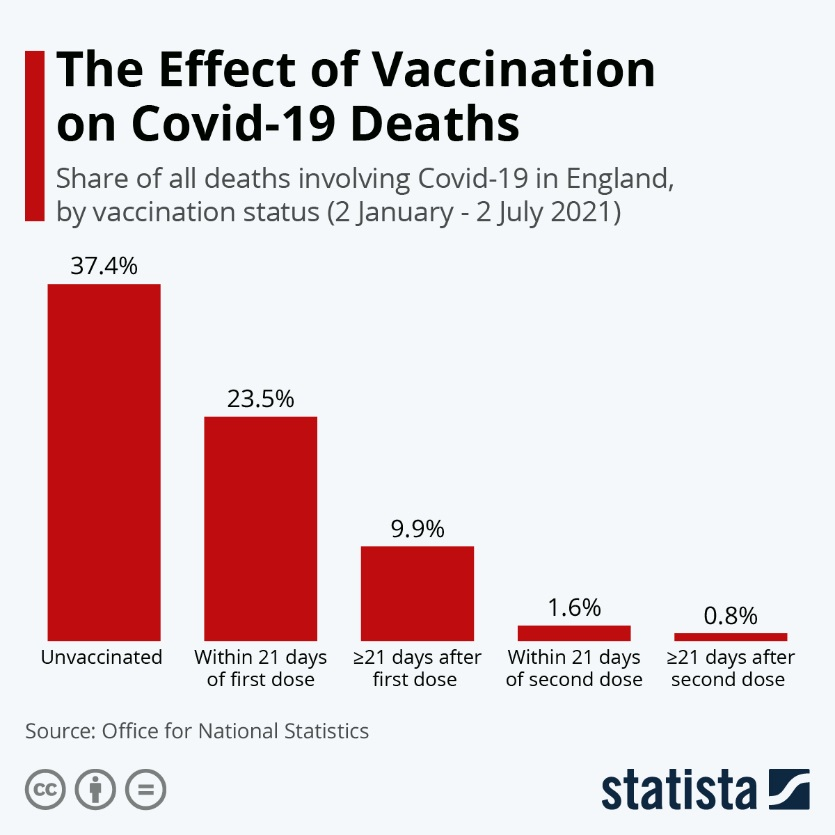 The Effect of Vaccination
on Covid-19 Deaths
Share of all deaths involving Covid-19 in England,
by vaccination status (2 January - 2 July 2021)
37.4%
23.5%
9.9%
1.6%
0.8%
Unvaccinated
Within 21 days
of first dose
≥21 days after
first dose
Within 21 days
of second dose
≥21 days after
second dose
Source: Office for National Statistics
cc
statista